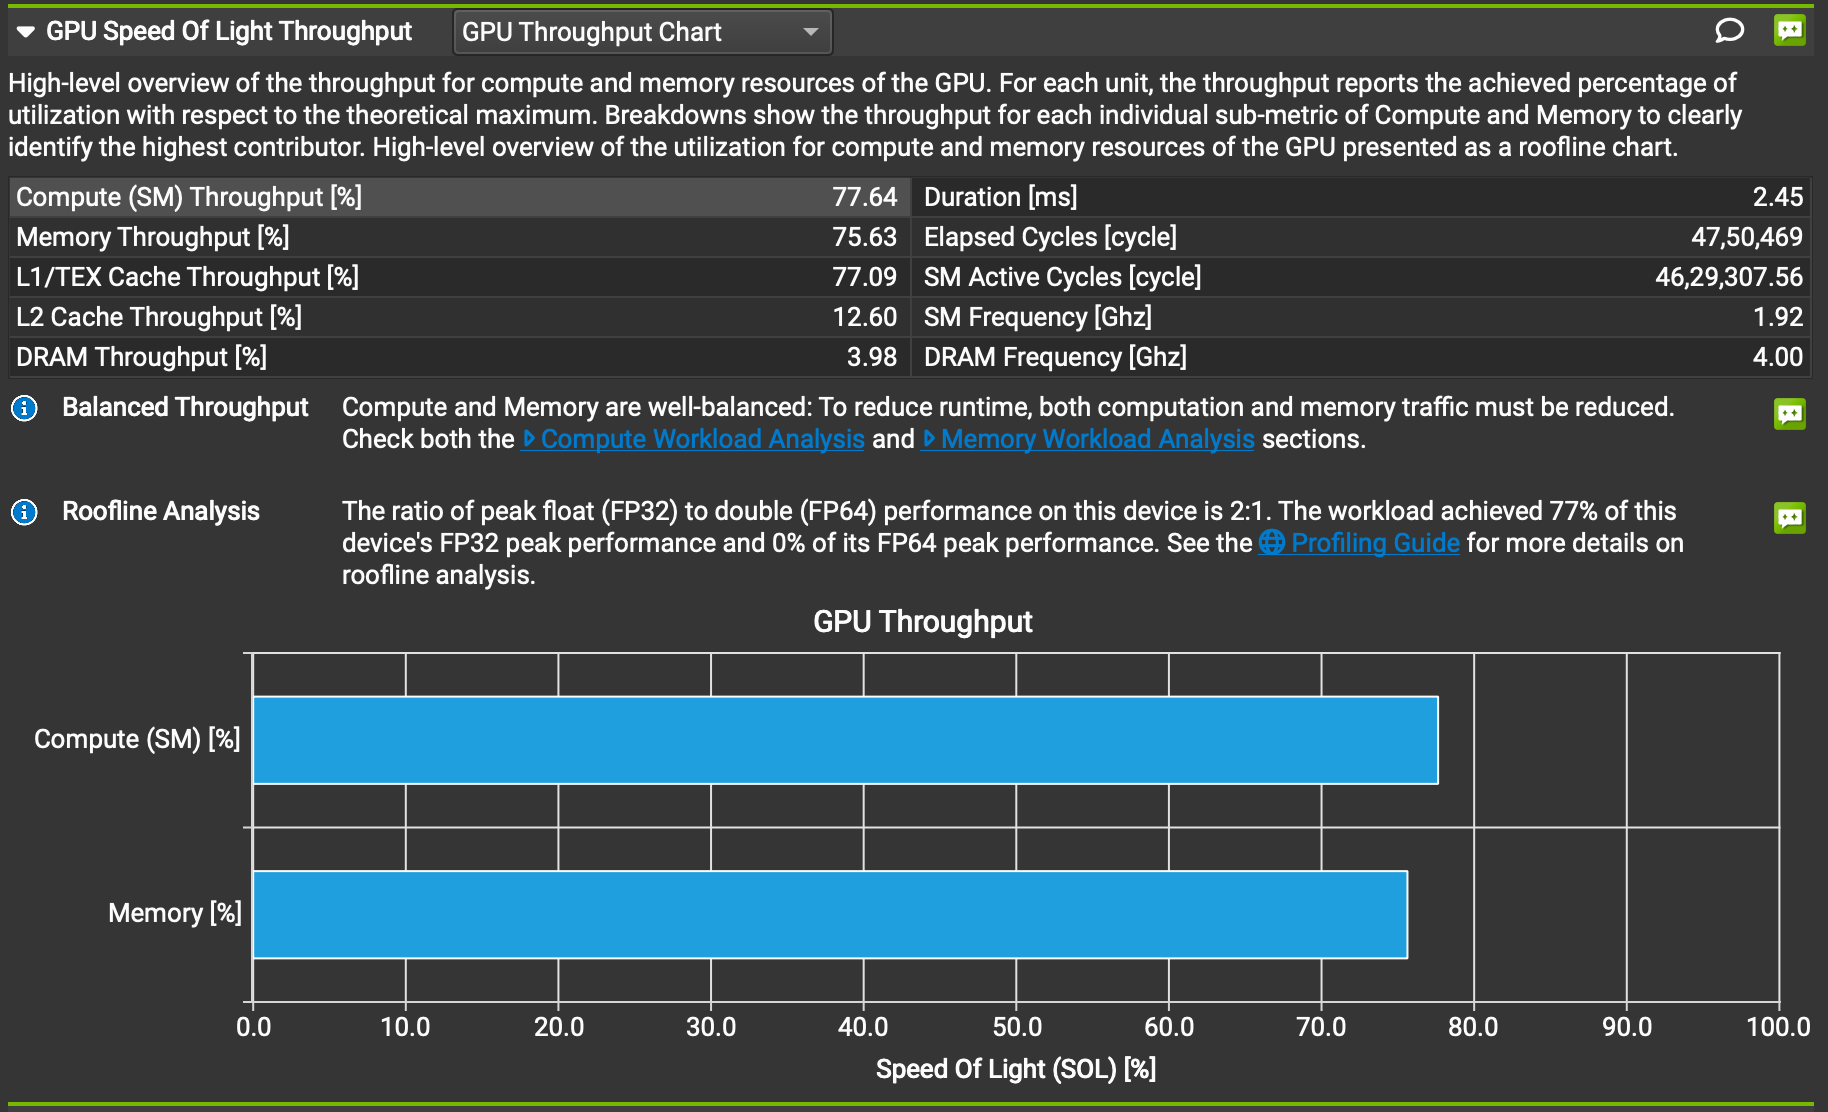 GPU Speed Of Light Throughput GPU Throughput Chart
High-level overview of the throughput for compute and memory resources of the GPU. For each unit, the throughput reports the achieved percentage of
utilization with respect to the theoretical maximum. Breakdowns show the throughput for each individual sub-metric of Compute and Memory to clearly
identify the highest contributor. High-level overview of the utilization for compute and memory resources of the GPU presented as a roofline chart.
Compute (SM) Throughput [%] 77.64 Duration [ms] 2.45
Memory Throughput [%] 75.63 Elapsed Cycles [cycle] 47,50,469
L1/TEX Cache Throughput [%] 77.09 SM Active Cycles [cycle] 46,29,307.56
L2 Cache Throughput [%] 12.60 SM Frequency [Ghz] 1.92
DRAM Throughput [%] 3.98 DRAM Frequency [Ghz] 4.00
Balanced Throughput Compute and Memory are well-balanced: To reduce runtime, both computation and memory traffic must be reduced.
Check both the Compute Workload Analysis and Memory Workload Analysis sections.
Roofline Analysis The ratio of peak float (FP32) to double (FP64) performance on this device is 2:1. The workload achieved 77% of this
device's FP32 peak performance and 0% of its FP64 peak performance. See the Profiling Guide for more details on
roofline analysis.
GPU Throughput
Compute (SM) [%]
Memory [%]
0.0 10.0 20.0 30.0 40.0 50.0 60.0 70.0 80.0 90.0 100.0
Speed Of Light (SOL) [%]